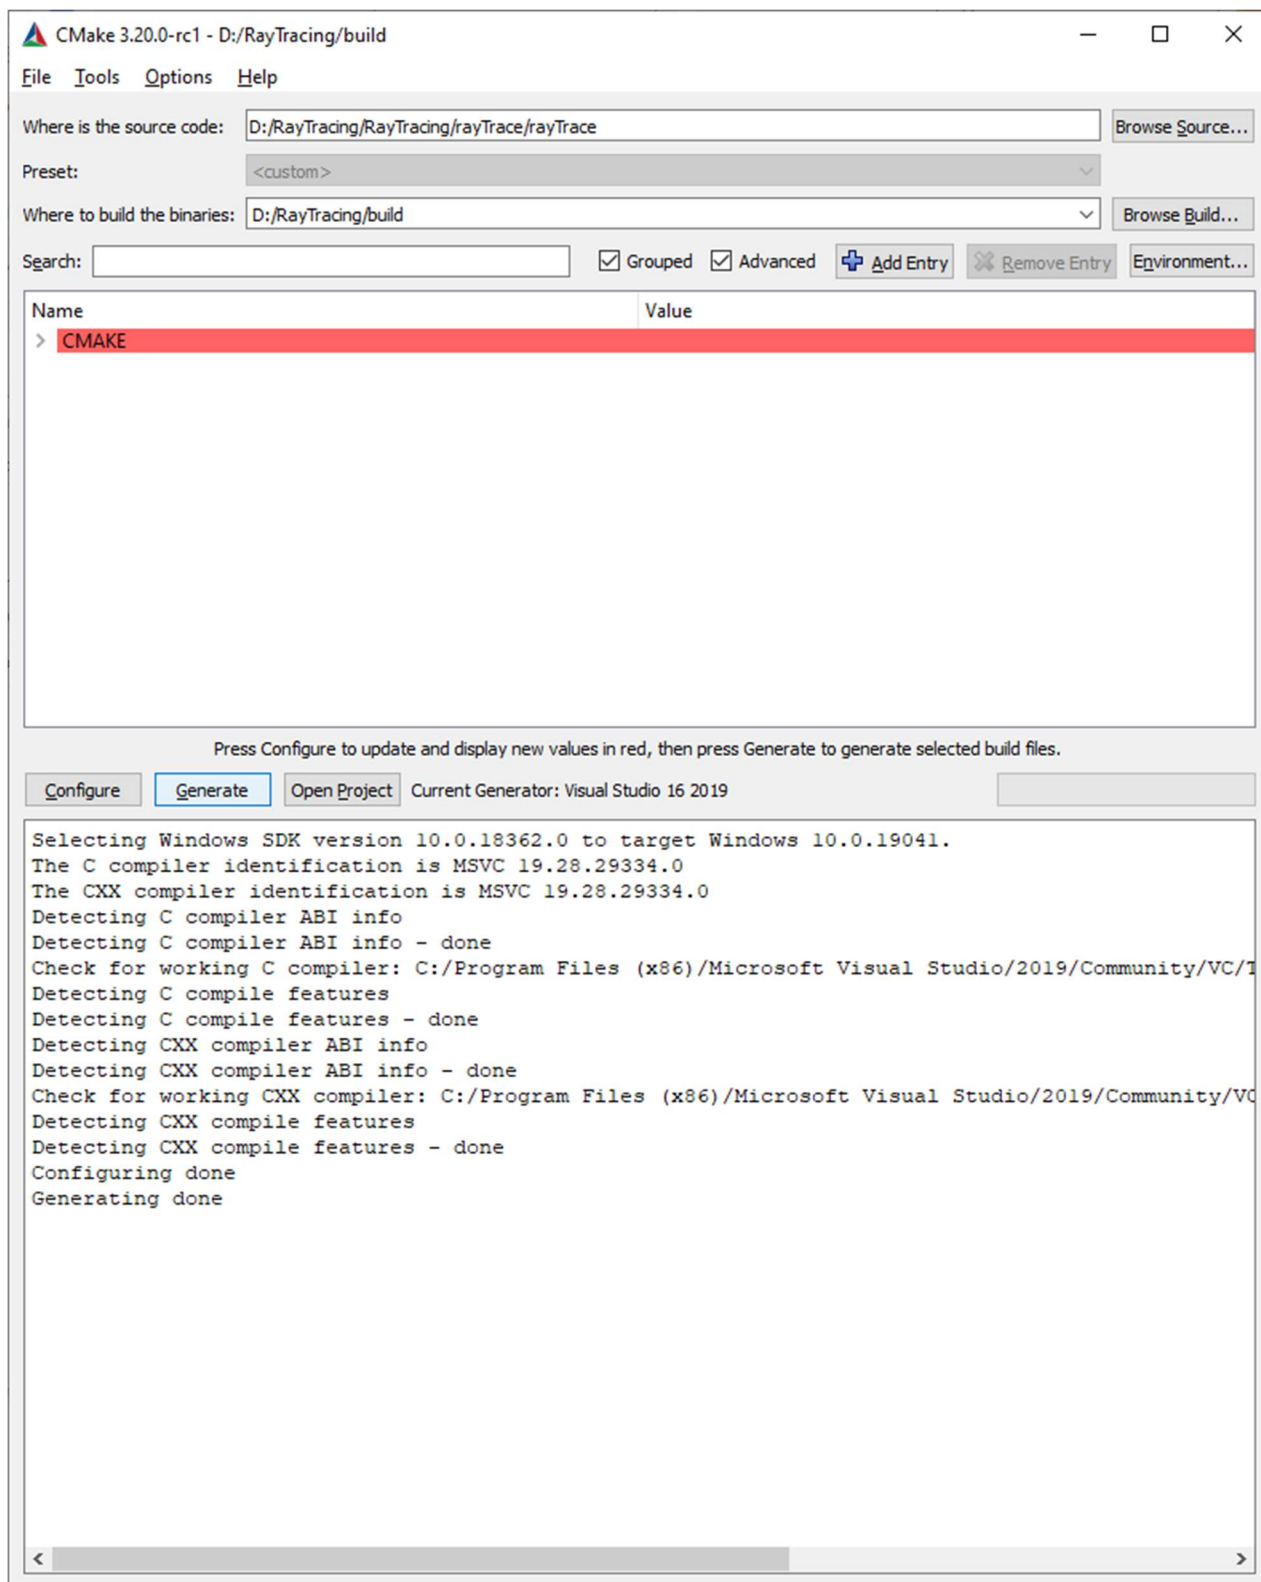 CMake 3.20.0-rc1 - D:/RayTracing/build
File Tools Options Help
Where is the source code: D:/RayTracing/RayTracing/rayTrace/rayTrace Browse Source...
Preset: <custom>
Where to build the binaries: D:/RayTracing/build Browse Build...
Search: Grouped Advanced Add Entry Remove Entry Environment...
Name Value
CMAKE
Press Configure to update and display new values in red, then press Generate to generate selected build files.
Configure Generate Open Project Current Generator: Visual Studio 16 2019
Selecting Windows SDK version 10.0.18362.0 to target Windows 10.0.19041.
The C compiler identification is MSVC 19.28.29334.0
The CXX compiler identification is MSVC 19.28.29334.0
Detecting C compiler ABI info
Detecting C compiler ABI info - done
Check for working C compiler: C:/Program Files (x86)/Microsoft Visual Studio/2019/Community/VC/T
Detecting C compile features
Detecting C compile features - done
Detecting CXX compiler ABI info
Detecting CXX compiler ABI info - done
Check for working CXX compiler: C:/Program Files (x86)/Microsoft Visual Studio/2019/Community/VC
Detecting CXX compile features
Detecting CXX compile features - done
Configuring done
Generating done